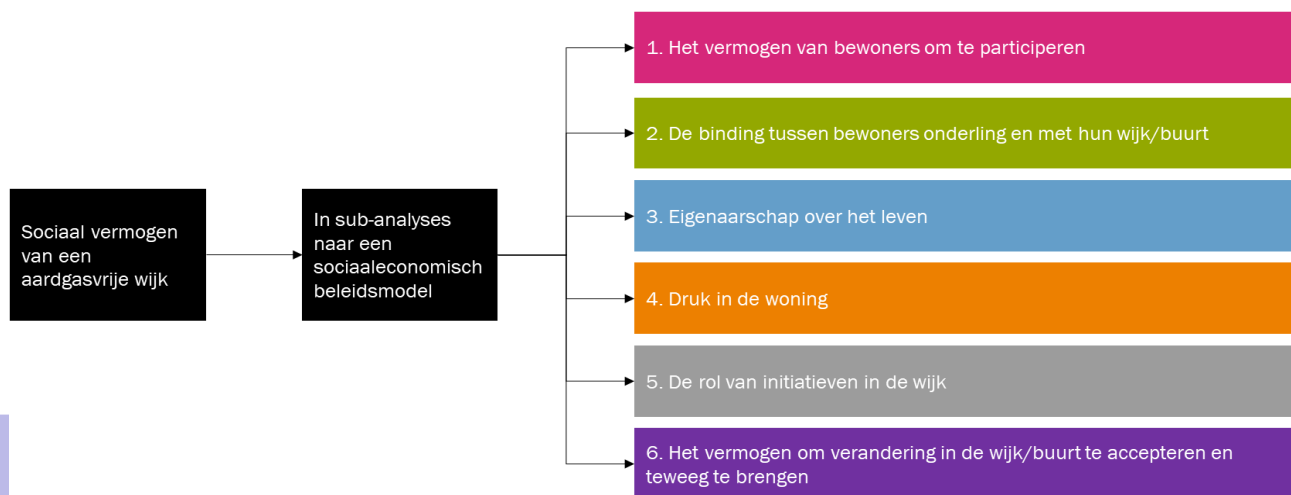 Sociaal vermogen
van een
aardgasvrije wijk
In sub-analyses
naar een
sociaaleconomisch
beleidsmodel
1. Het vermogen van bewoners om te participeren
2. De binding tussen bewoners onderling en met hun wijk/buurt
3. Eigenaarschap over het leven
4. Druk in de woning
5. De rol van initiatieven in de wijk
6. Het vermogen om verandering in de wijk/buurt te accepteren en
teweeg te brengen